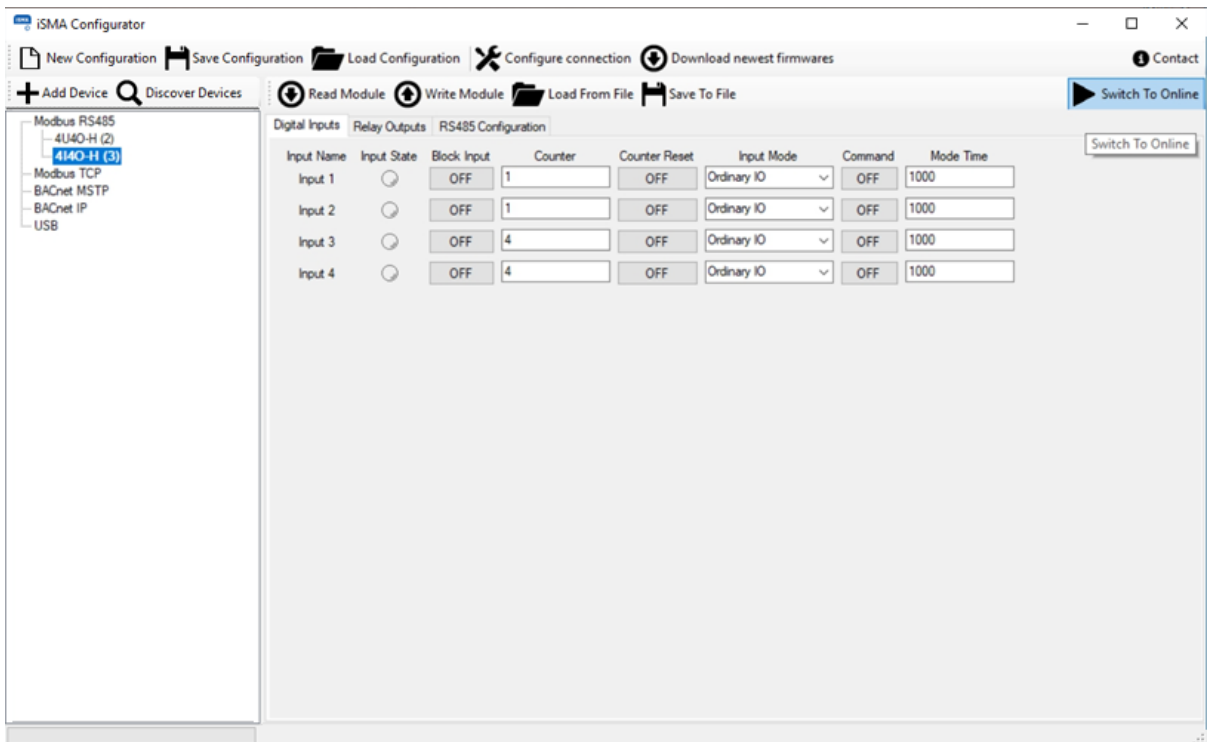 iSMA Configurator
New Configuration Save Configuration Load Configuration Configure connection Download newest firmwares Contact
Add Device Discover Devices Read Module Write Module Load From File Save To File Switch To Online
Modbus RS485
4U4O-H (2)
4I4O-H (3)
Modbus TCP
BACnet MSTP
BACnet IP
USB
Digital Inputs Relay Outputs RS485 Configuration
Switch To Online
Input Name Input State Block Input Counter Counter Reset Input Mode Command Mode Time
Input 1 OFF 1 OFF Ordinary IO OFF 1000
Input 2 OFF 1 OFF Ordinary IO OFF 1000
Input 3 OFF 4 OFF Ordinary IO OFF 1000
Input 4 OFF 4 OFF Ordinary IO OFF 1000